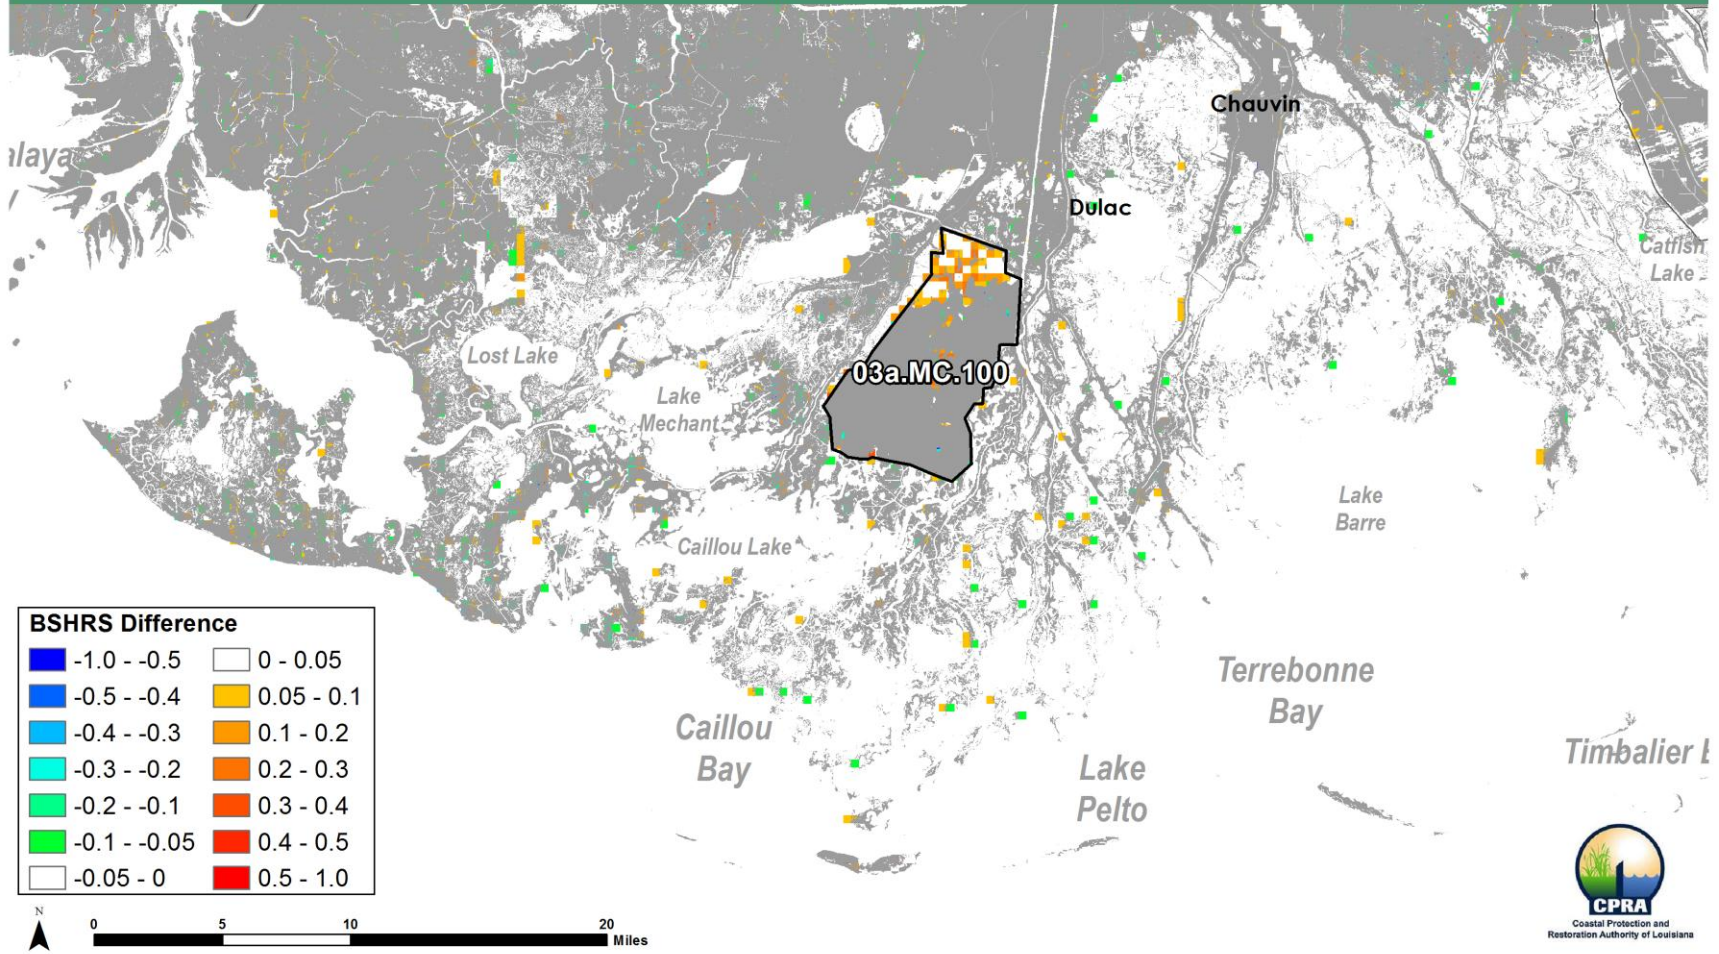 Chauvin
alaya
Dulac
Catfish
Lake
Lost Lake
03a.MC.100
Lake
Mechant
Lake
Barre
Caillou Lake
BSHRS Difference
-1.0 - -0.5
0 - 0.05
-0.5 - -0.4
0.05 - 0.1
-0.4 - -0.3
0.1 - 0.2
-0.3 - -0.2
0.2 - 0.3
-0.2 - -0.1
0.3 - 0.4
-0.1 - -0.05
0.4 - 0.5
-0.05 - 0
0.5 - 1.0
Terrebonne
Bay
Caillou
Bay
Lake
Pelto
Timbalier B
N
0 5 10 20
Miles
CPRA
Coastal Protection and
Restoration Authority of Louisiana